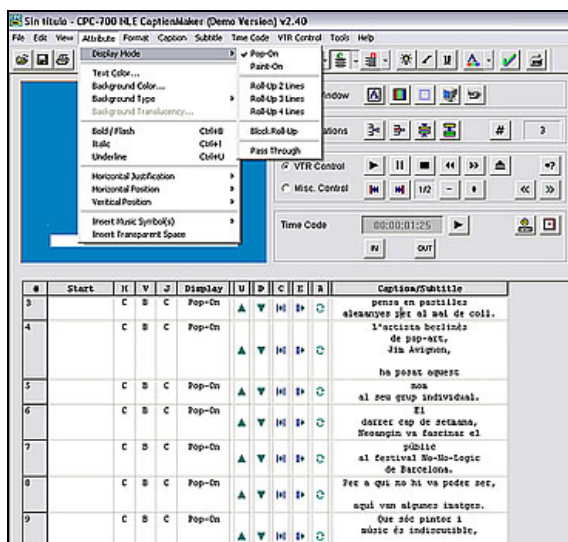 Sin título - CPC-700 NLE CaptionMaker (Demo Version) v2.40
File Edit View Attribute Format Caption Subtitle Time Code VTR Control Tools Help
Display Mode
Pop-On
Paint-On
Roll-Up 2 Lines
Roll-Up 3 Lines
Roll-Up 4 Lines
Block Roll-Up
Pass Through
Text Color...
Background Color...
Background Type
Background Translucency...
Bold/Flash Ctrl+B
Italic Ctrl+I
Underline Ctrl+U
Horizontal Justification
Horizontal Position
Vertical Position
Insert Music Symbol(s)
Insert Transparent Space
# 3
VTR Control
Misc. Control 1/2 - +
Time Code 00:00:01:25
IN OUT
# Start H V J Display U D C E R Caption/Subtitle
3 C B C Pop-On pensa en pastilles
alemanyes per al mal de coll.
4 C B C Pop-On l'artista berlinès
de pop-art,
Jim Avignon,
ha posat aquest
5 C B C Pop-On nom
al seu grup individual.
6 C B C Pop-On El
darrer cap de setmana,
Neoangin va fascinar el
7 C B C Pop-On públic
al festival No-No-Logic
de Barcelona.
8 C B C Pop-On Per a qui no hi va poder ser,
aquí van algunes imatges.
9 C B C Pop-On Que sóc pintor i
músic és indiscutible,